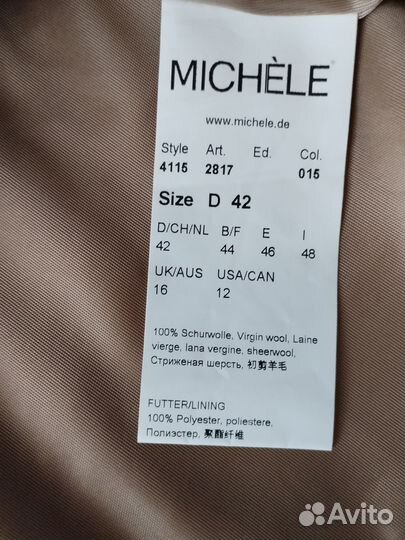 MICHÈLE
www.michele.de
Style Art. Ed. Col.
4115 2817 015
Size D 42
D/CH/NL B/F E I
42 44 46 48
UK/AUS USA/CAN
16 12
100% Schurwolle, Virgin wool, Laine
vierge, lana vergine, sheerwool,
Стриженая шерсть, 初剪羊毛
FUTTER/LINING
100% Polyester, poliestere,
Полиэстер, 聚酯纤维
Avito